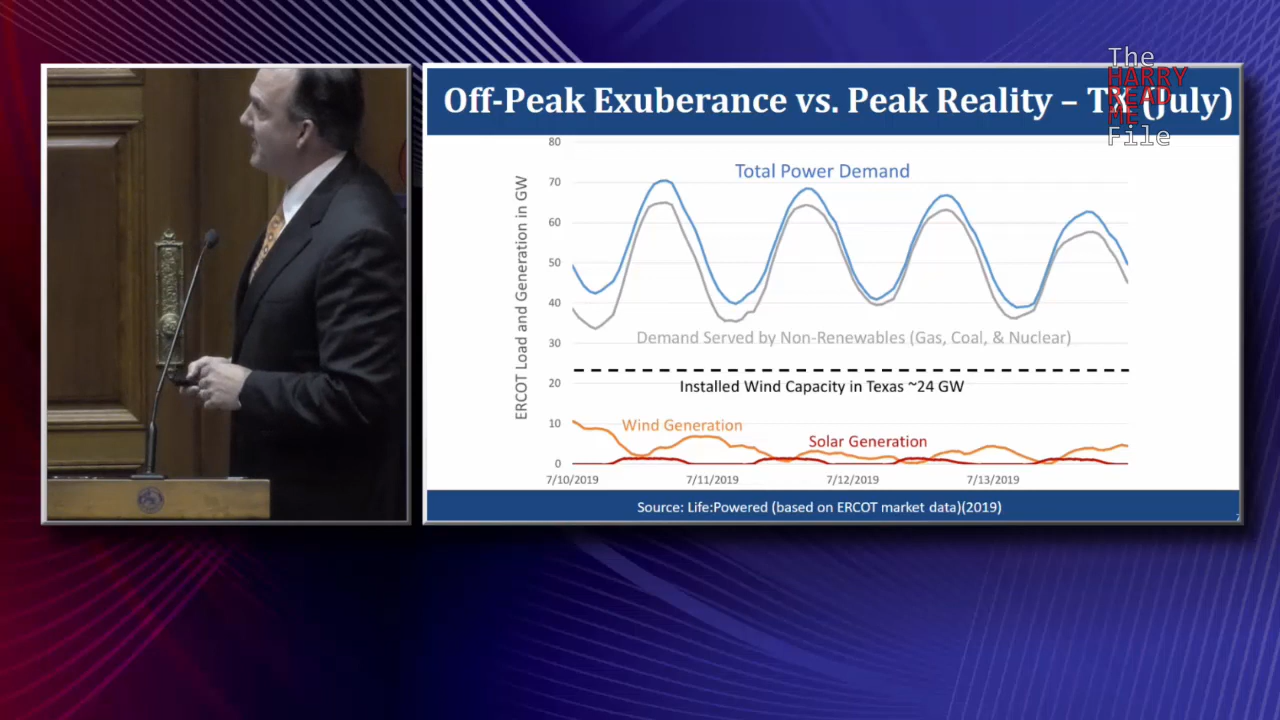 The
HARRY
READ
ME
File
Off-Peak Exuberance vs. Peak Reality – TX (July)
ERCOT Load and Generation in GW
80
70
60
50
40
30
20
10
0
Total Power Demand
Demand Served by Non-Renewables (Gas, Coal, & Nuclear)
Installed Wind Capacity in Texas ~24 GW
Wind Generation
Solar Generation
7/10/2019
7/11/2019
7/12/2019
7/13/2019
Source: Life:Powered (based on ERCOT market data)(2019)
7